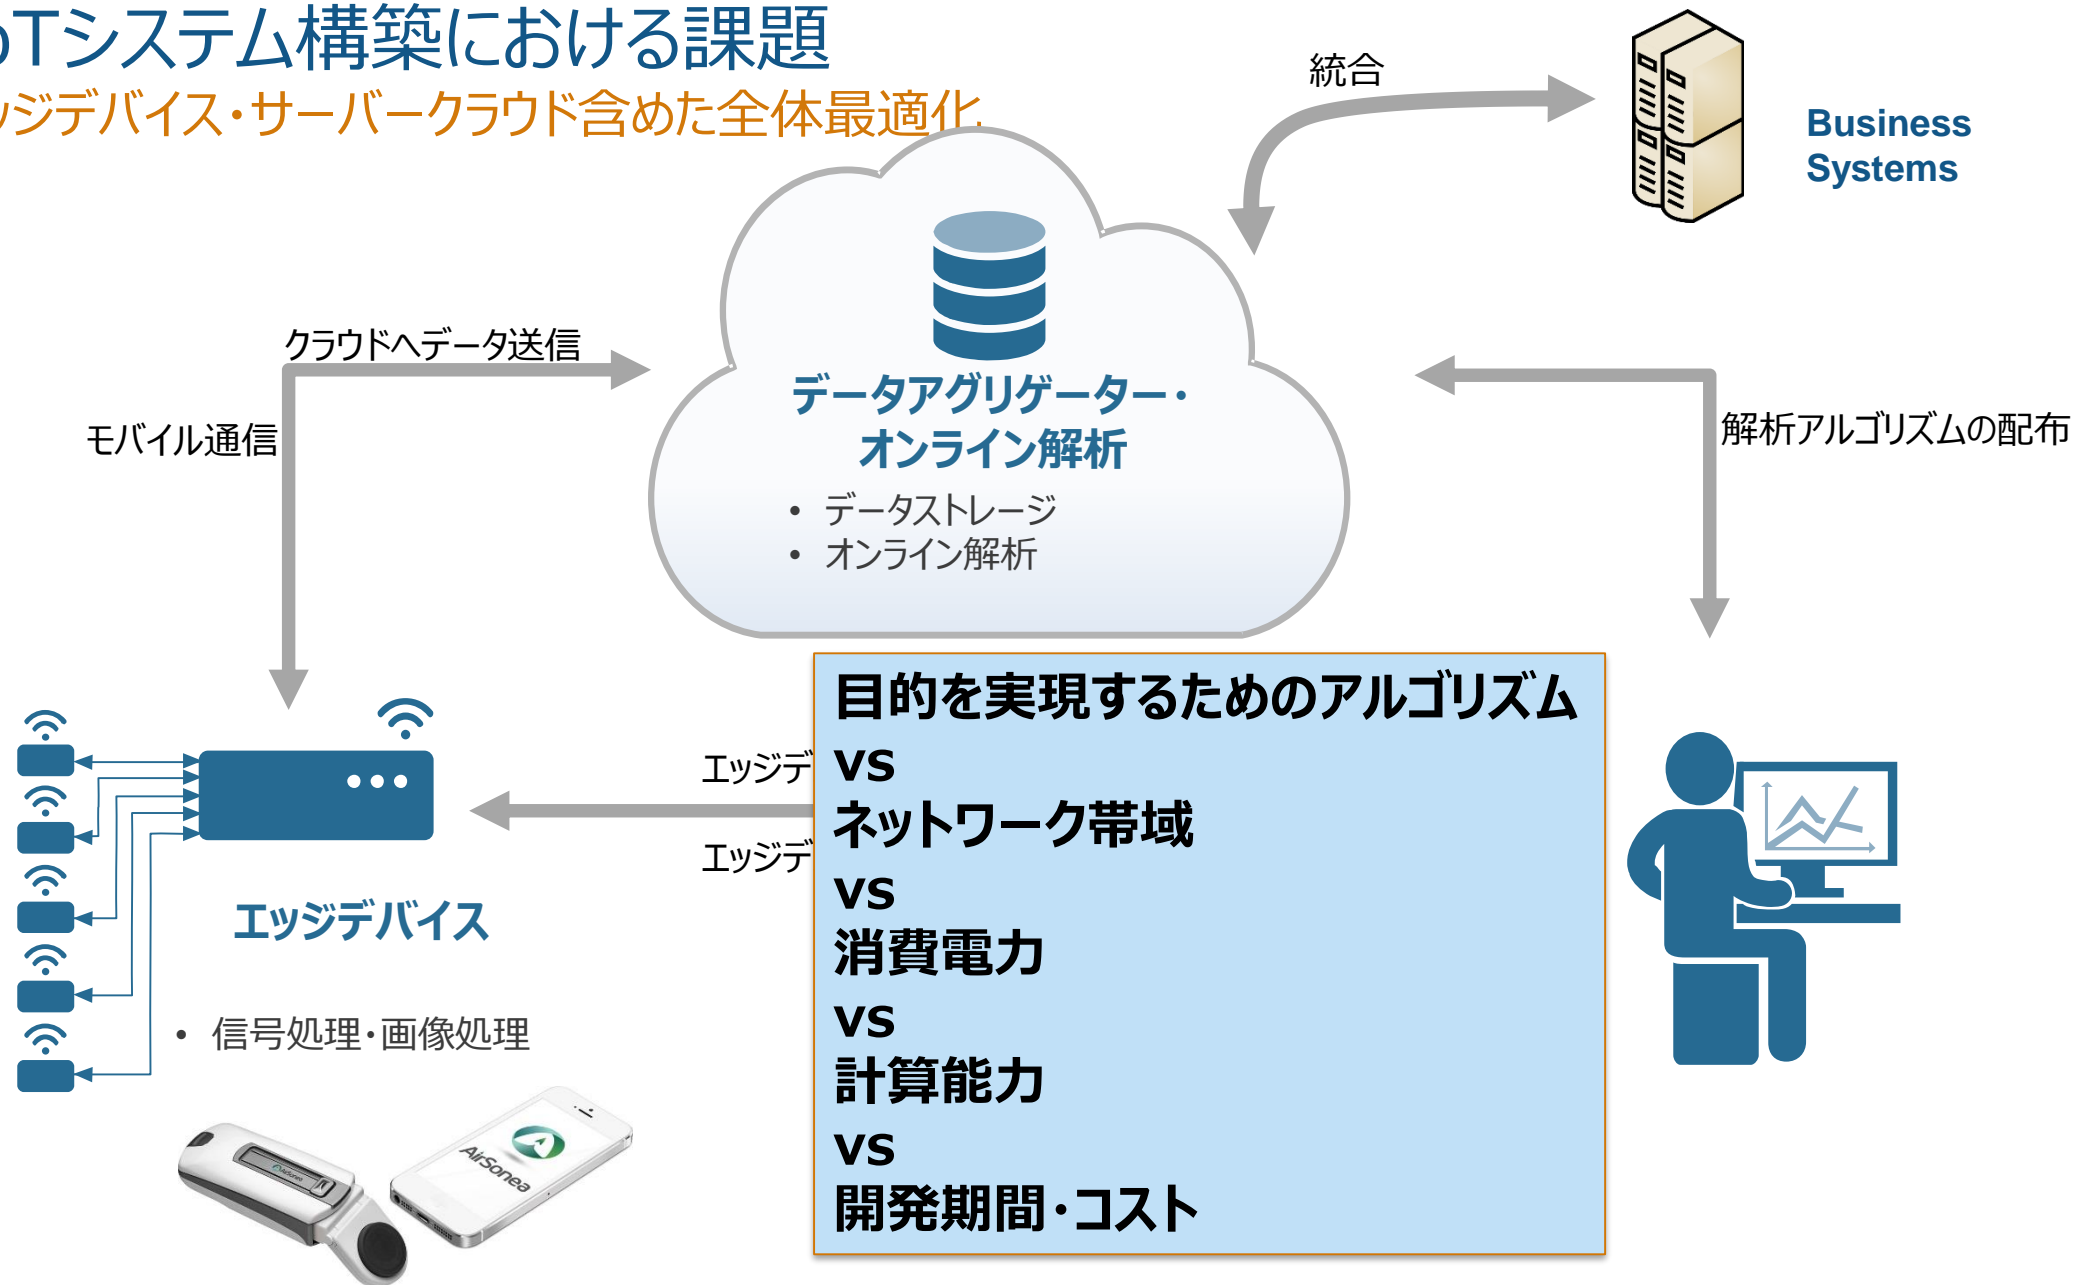 oTシステム構築における課題
ッジデバイス・サーバークラウド含めた全体最適化
統合
Business
Systems
クラウドへデータ送信
モバイル通信
データアグリゲーター・
オンライン解析
• データストレージ
• オンライン解析
解析アルゴリズムの配布
エッジデ
エッジデ
目的を実現するためのアルゴリズム
vs
ネットワーク帯域
vs
消費電力
vs
計算能力
vs
開発期間・コスト
エッジデバイス
• 信号処理・画像処理
AirSonea
AirSonea